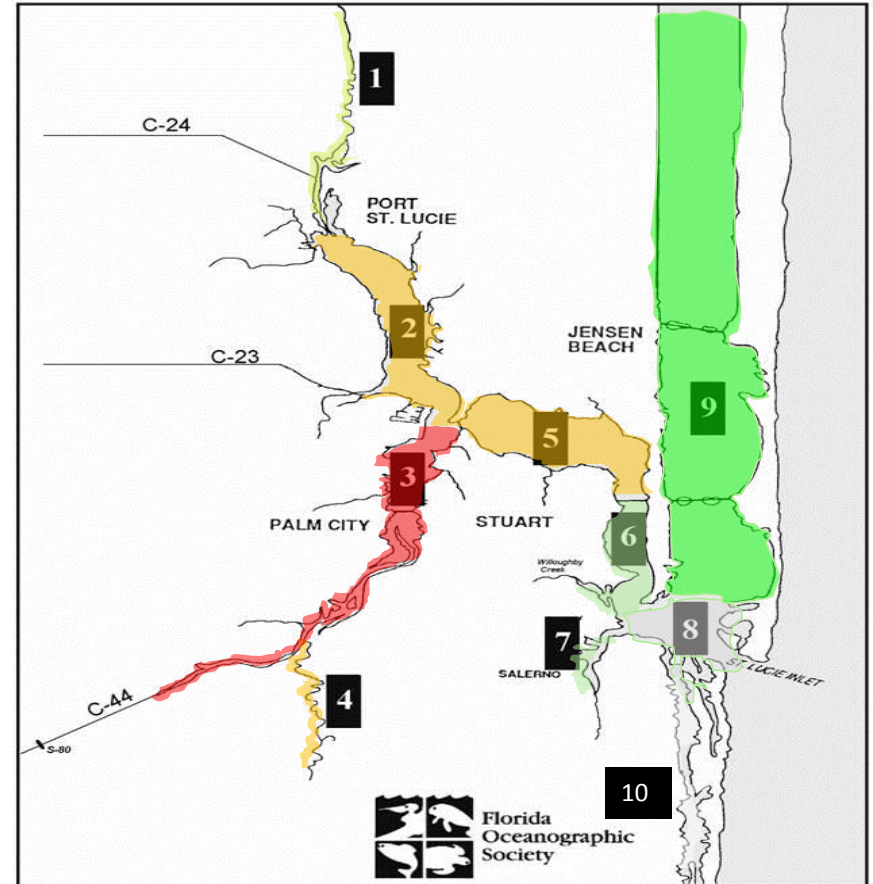 1
C-24
PORT
ST. LUCIE
2
JENSEN
BEACH
C-23
9
5
3
PALM CITY
STUART
6
Willoughby
Creek
7
8
SALERNO
ST LUCIE INLET
C-44
4
S-80
10
Florida
Oceanographic
Society